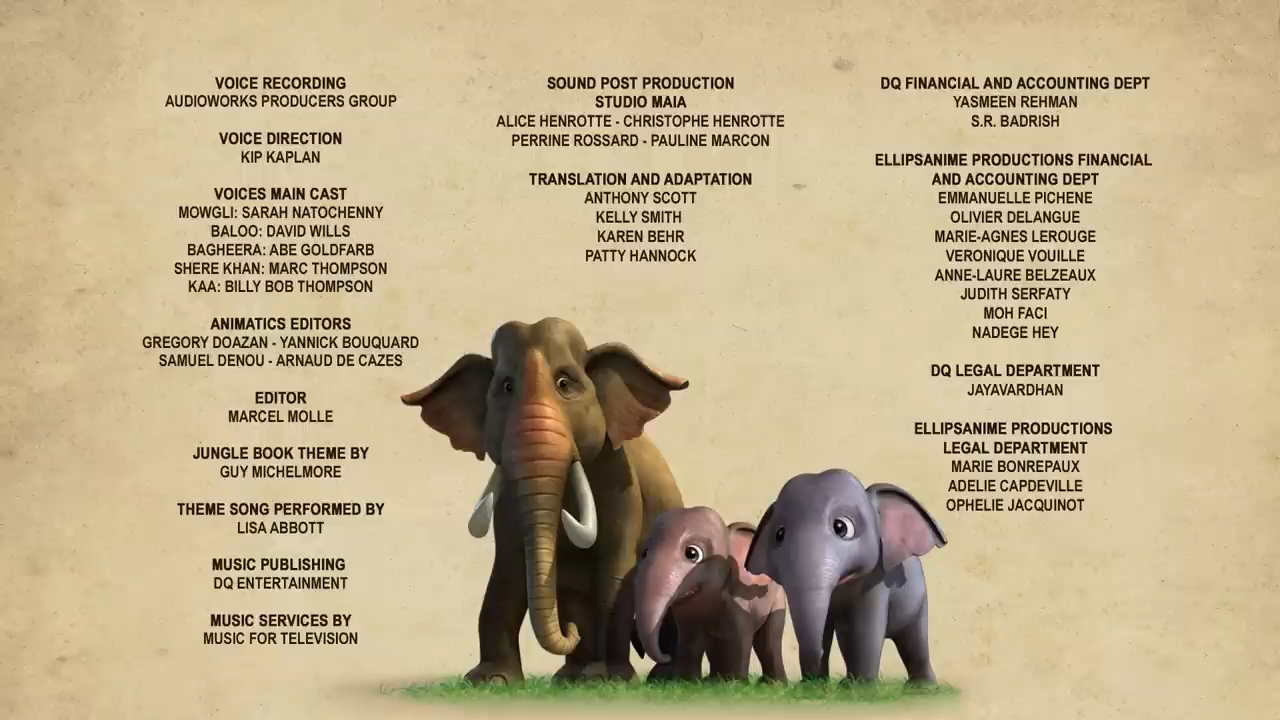 VOICE RECORDING
AUDIOWORKS PRODUCERS GROUP
VOICE DIRECTION
KIP KAPLAN
VOICES MAIN CAST
MOWGLI: SARAH NATOCHENNY
BALOO: DAVID WILLS
BAGHEERA: ABE GOLDFARB
SHERE KHAN: MARC THOMPSON
KAA: BILLY BOB THOMPSON
ANIMATICS EDITORS
GREGORY DOAZAN - YANNICK BOUQUARD
SAMUEL DENOU - ARNAUD DE CAZES
EDITOR
MARCEL MOLLE
JUNGLE BOOK THEME BY
GUY MICHELMORE
THEME SONG PERFORMED BY
LISA ABBOTT
MUSIC PUBLISHING
DQ ENTERTAINMENT
MUSIC SERVICES BY
MUSIC FOR TELEVISION
SOUND POST PRODUCTION
STUDIO MAIA
ALICE HENROTTE - CHRISTOPHE HENROTTE
PERRINE ROSSARD - PAULINE MARCON
TRANSLATION AND ADAPTATION
ANTHONY SCOTT
KELLY SMITH
KAREN BEHR
PATTY HANNOCK
DQ FINANCIAL AND ACCOUNTING DEPT
YASMEEN REHMAN
S.R. BADRISH
ELLIPSANIME PRODUCTIONS FINANCIAL
AND ACCOUNTING DEPT
EMMANUELLE PICHENE
OLIVIER DELANGUE
MARIE-AGNES LEROUGE
VERONIQUE VOUILLE
ANNE-LAURE BELZEAUX
JUDITH SERFATY
MOH FACI
NADEGE HEY
DQ LEGAL DEPARTMENT
JAYAVARDHAN
ELLIPSANIME PRODUCTIONS
LEGAL DEPARTMENT
MARIE BONREPAUX
ADELIE CAPDEVILLE
OPHELIE JACQUINOT